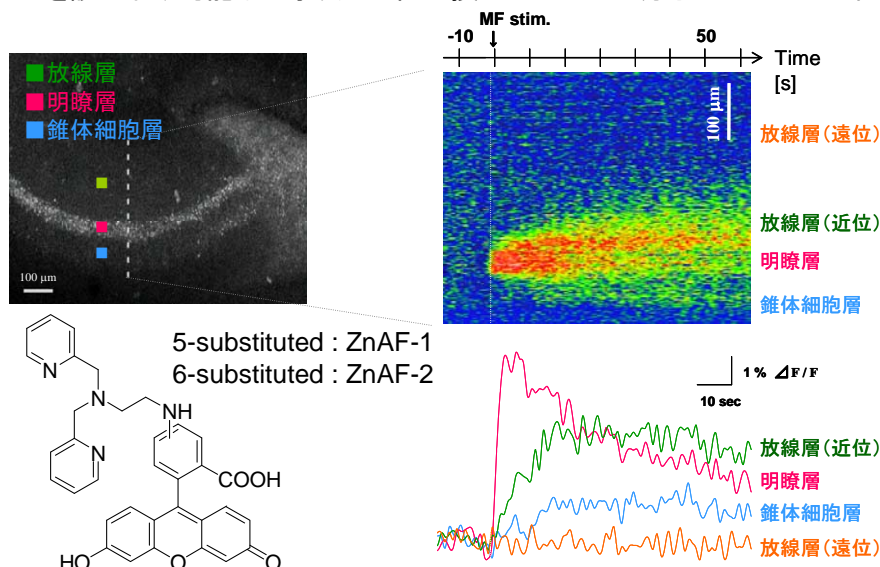 MF stim.
-10 50
Time
[s]
放線層
明瞭層
錐体細胞層
100 μm
100 μm
放線層(遠位)
放線層(近位)
明瞭層
錐体細胞層
5-substituted : ZnAF-1
6-substituted : ZnAF-2
N
N
NH
N
COOH
HO
O
O
1 % ⊿F/F
10 sec
放線層(近位)
明瞭層
錐体細胞層
放線層(遠位)